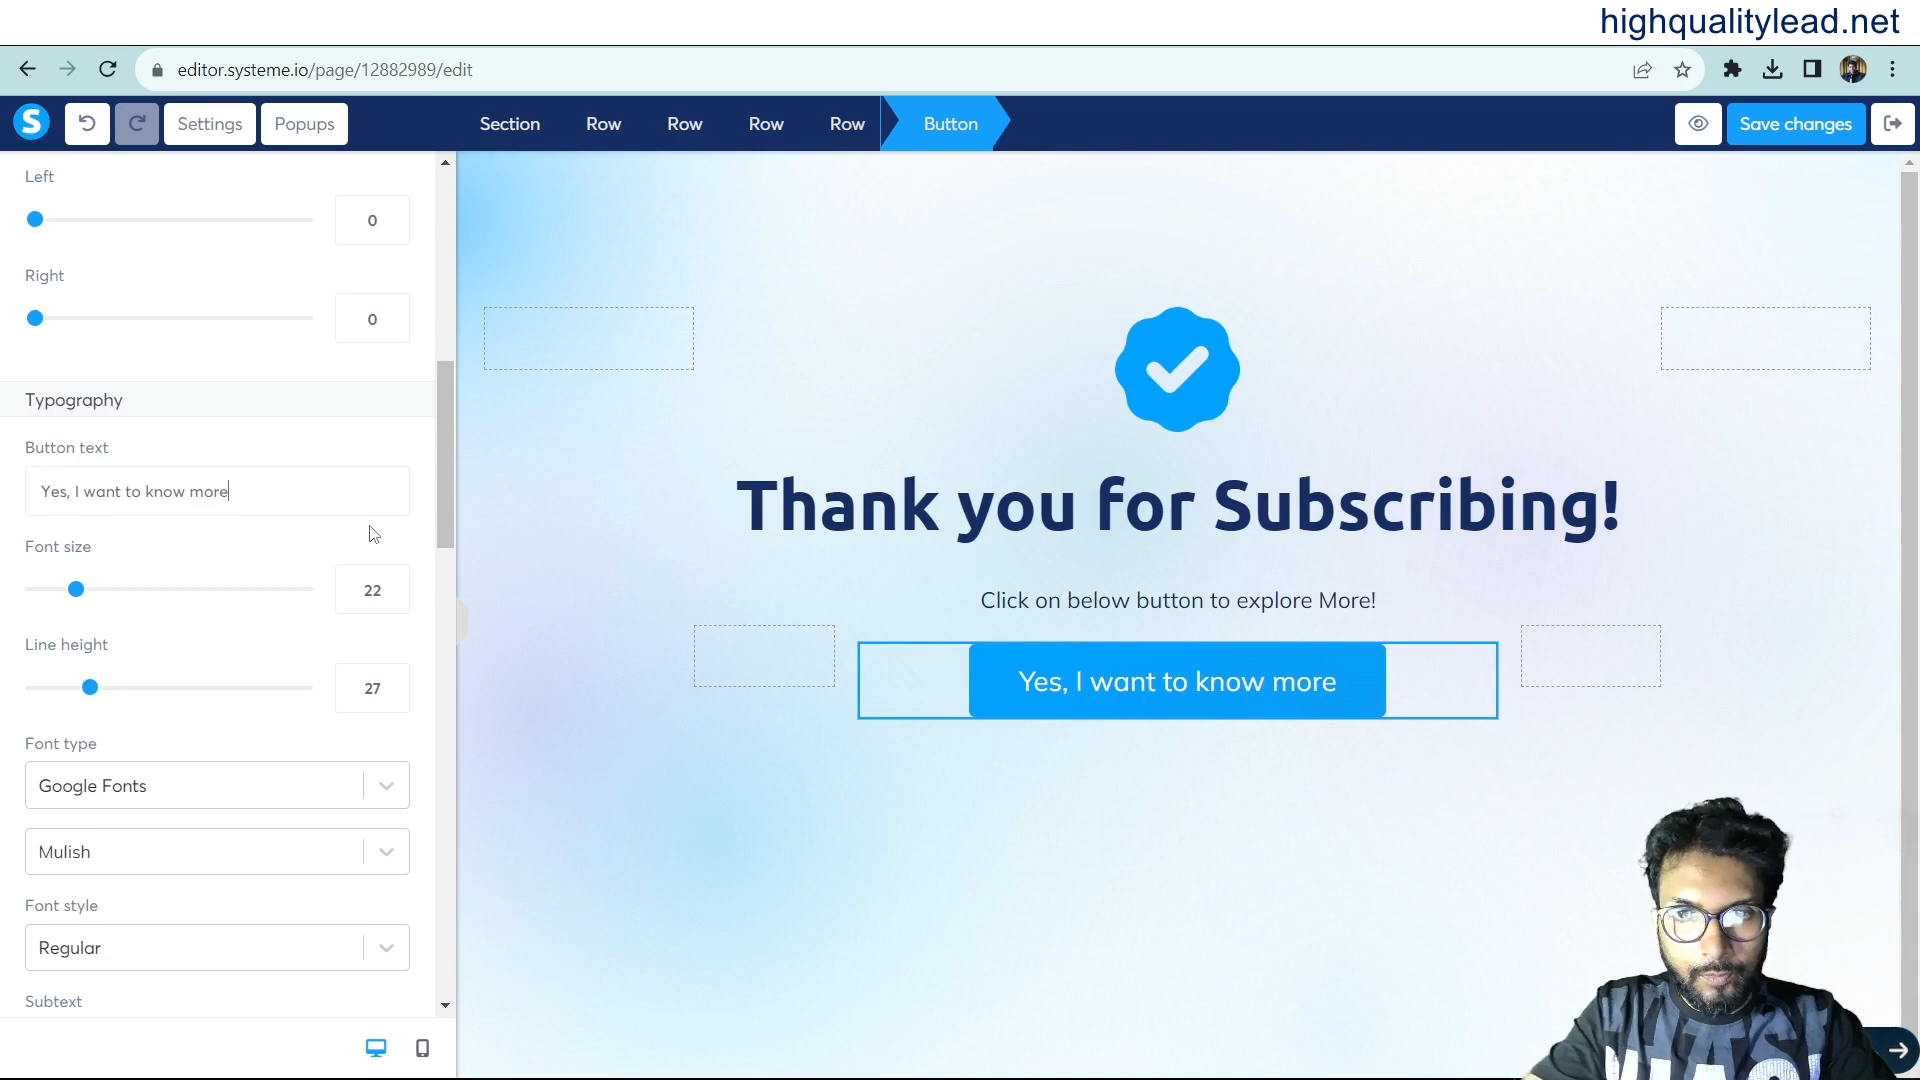 highqualitylead.net
editor.systeme.io/page/12882989/edit
S
Settings
Popups
Section
Row
Row
Row
Row
Button
Save changes
Left
0
Right
0
Typography
Button text
Yes, I want to know more
Font size
22
Line height
27
Font type
Google Fonts
Mulish
Font style
Regular
Subtext
Thank you for Subscribing!
Click on below button to explore More!
Yes, I want to know more